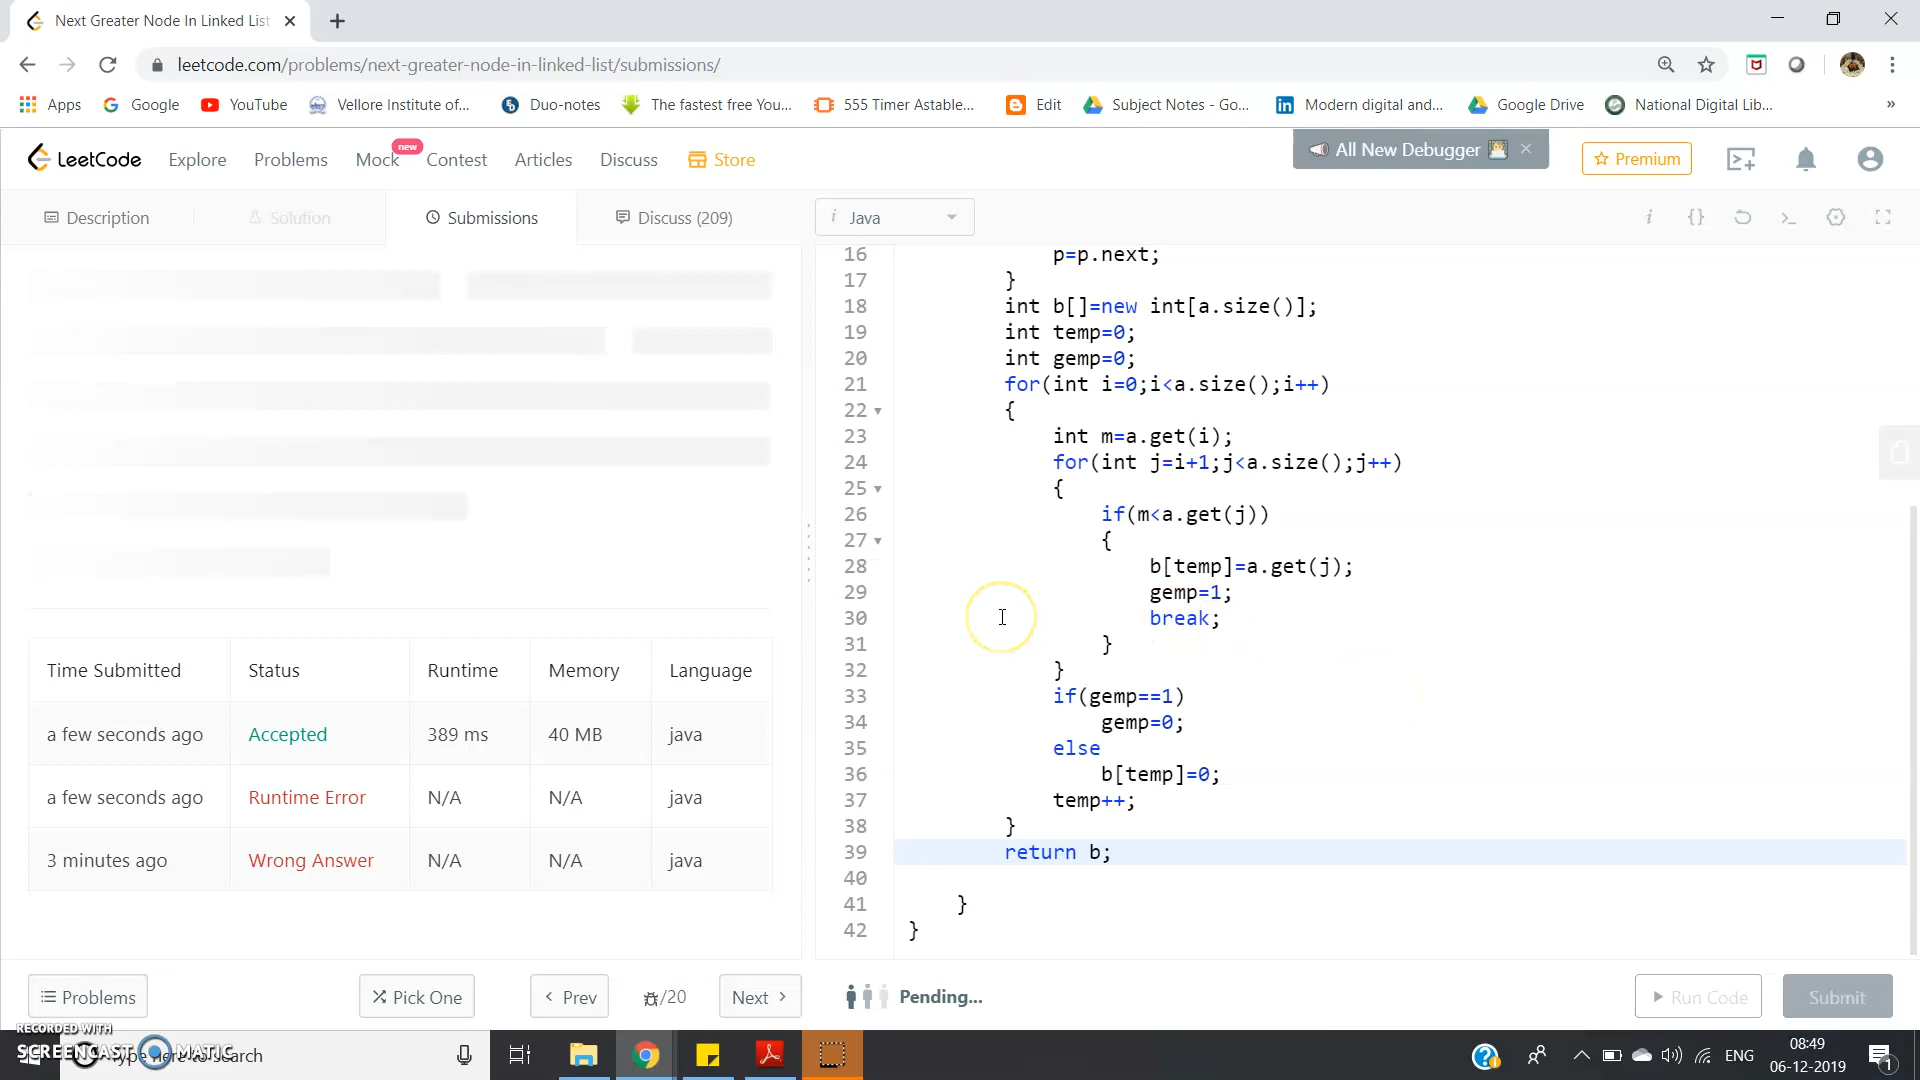 Next Greater Node In Linked List
leetcode.com/problems/next-greater-node-in-linked-list/submissions/
Apps Google YouTube Vellore Institute of... Duo-notes The fastest free You... 555 Timer Astable... Edit Subject Notes - Go... Modern digital and... Google Drive National Digital Lib... »
LeetCode Explore Problems Mock new Contest Articles Discuss Store All New Debugger Premium
Description Solution Submissions Discuss (209)
Time Submitted Status Runtime Memory Language
a few seconds ago Accepted 389 ms 40 MB java
a few seconds ago Runtime Error N/A N/A java
3 minutes ago Wrong Answer N/A N/A java
Problems Pick One Prev /20 Next
i Java
16 p=p.next;
17 }
18 int b[]=new int[a.size()];
19 int temp=0;
20 int gemp=0;
21 for(int i=0;i<a.size();i++)
22 {
23 int m=a.get(i);
24 for(int j=i+1;j<a.size();j++)
25 {
26 if(m<a.get(j))
27 {
28 b[temp]=a.get(j);
29 gemp=1;
30 break;
31 }
32 }
33 if(gemp==1)
34 gemp=0;
35 else
36 b[temp]=0;
37 temp++;
38 }
39 return b;
40
41 }
42 }
Pending... Run Code Submit
RECORDED WITH
SCREENCAST MATIC
Type here to search
ENG 08:49
06-12-2019
1